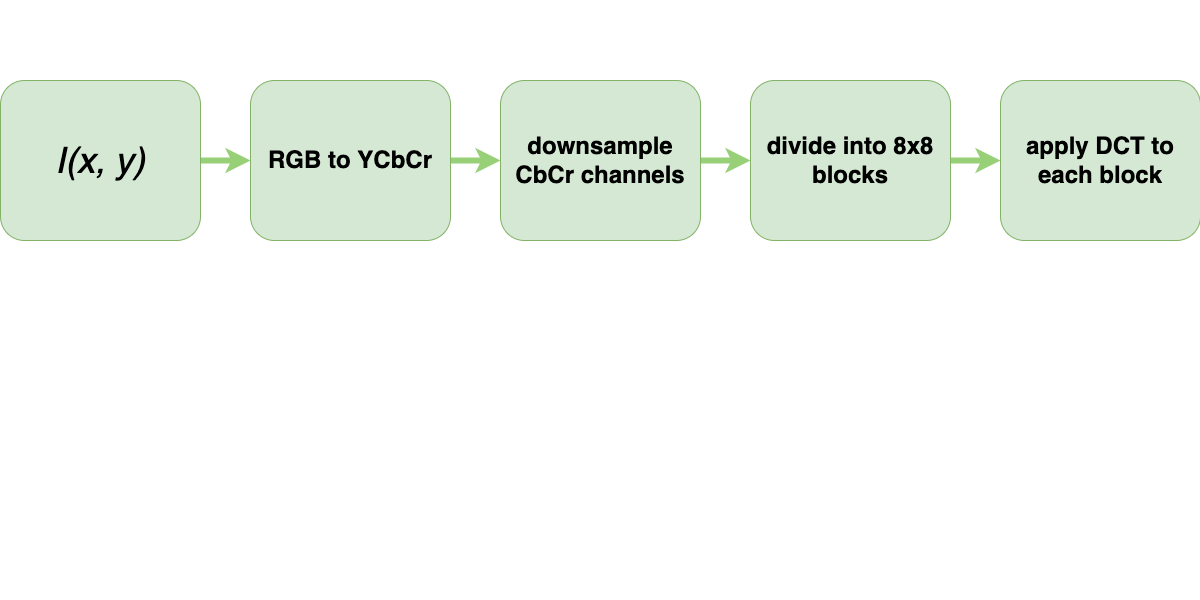 I(x, y)
RGB to YCbCr
downsample
CbCr channels
divide into 8x8
blocks
apply DCT to
each block